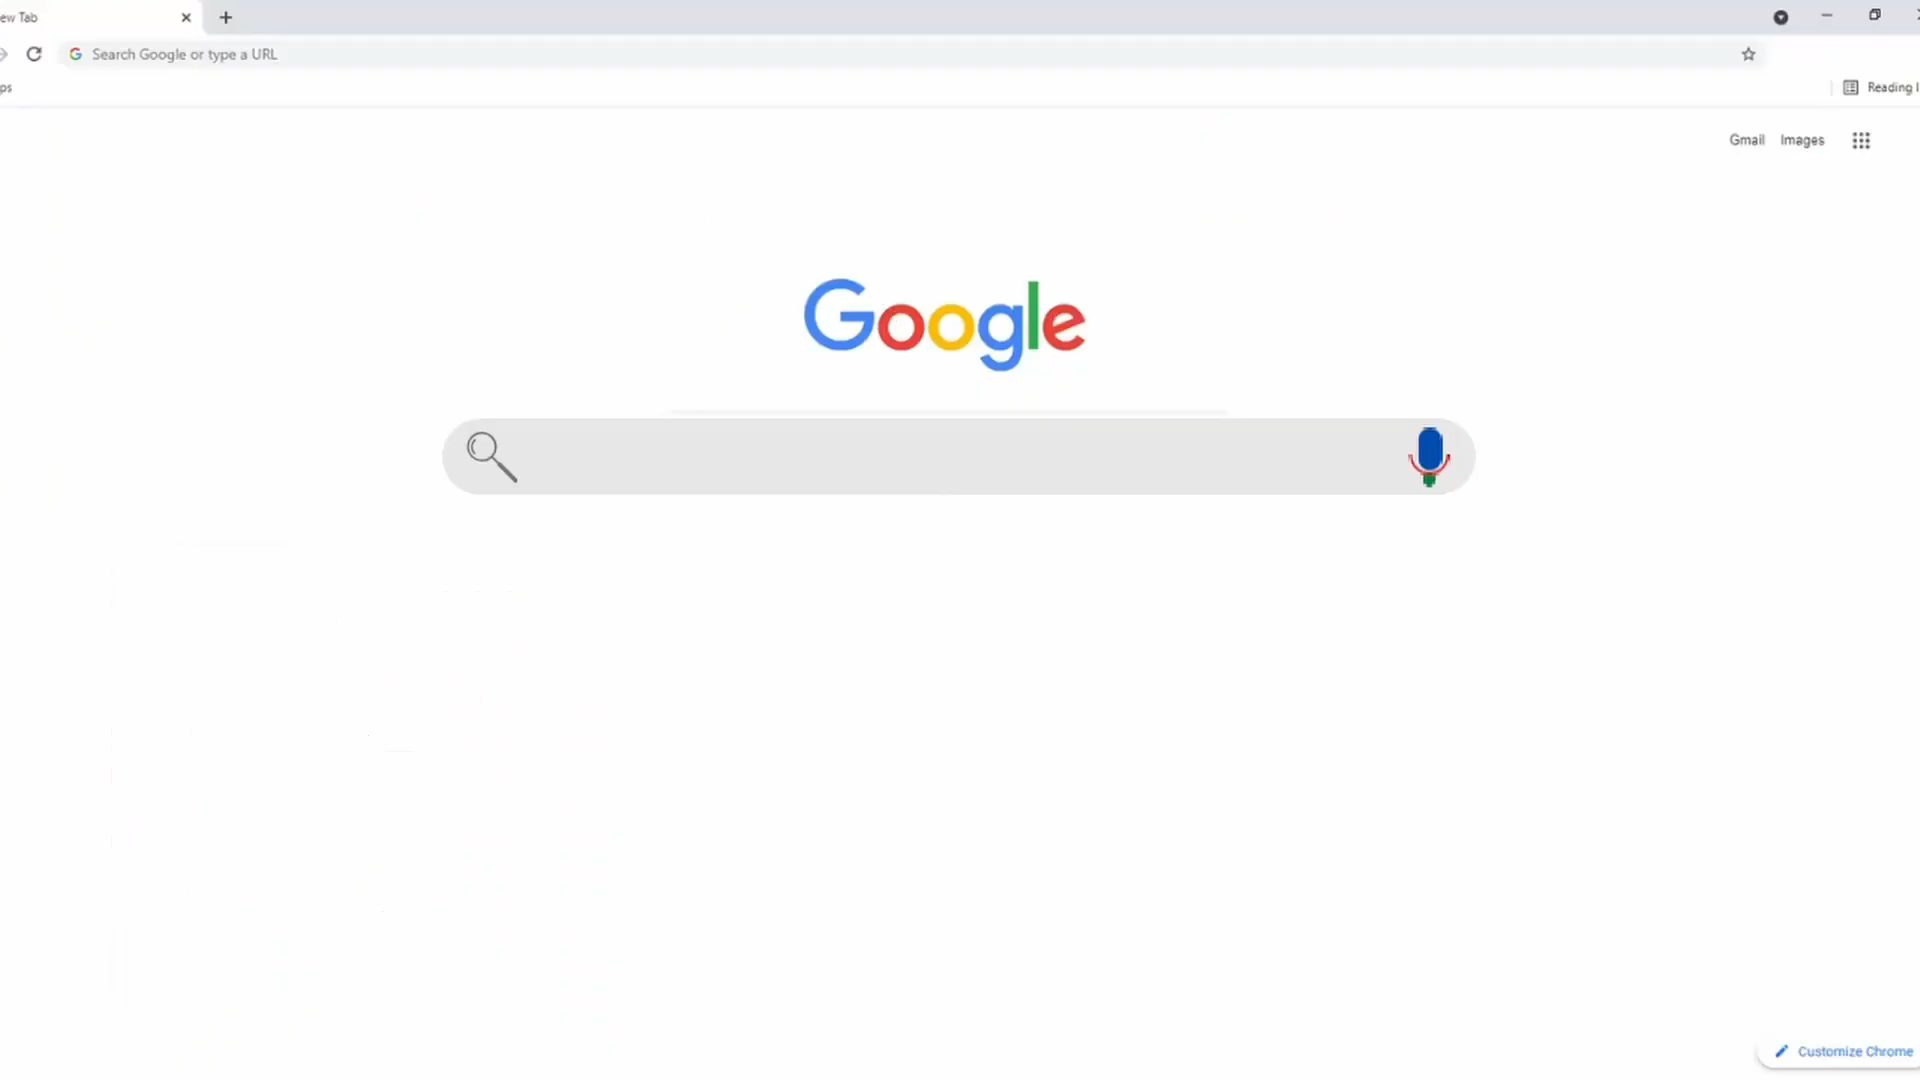 ew Tab
Search Google or type a URL
ps
Reading l
Gmail Images
Google
Customize Chrome